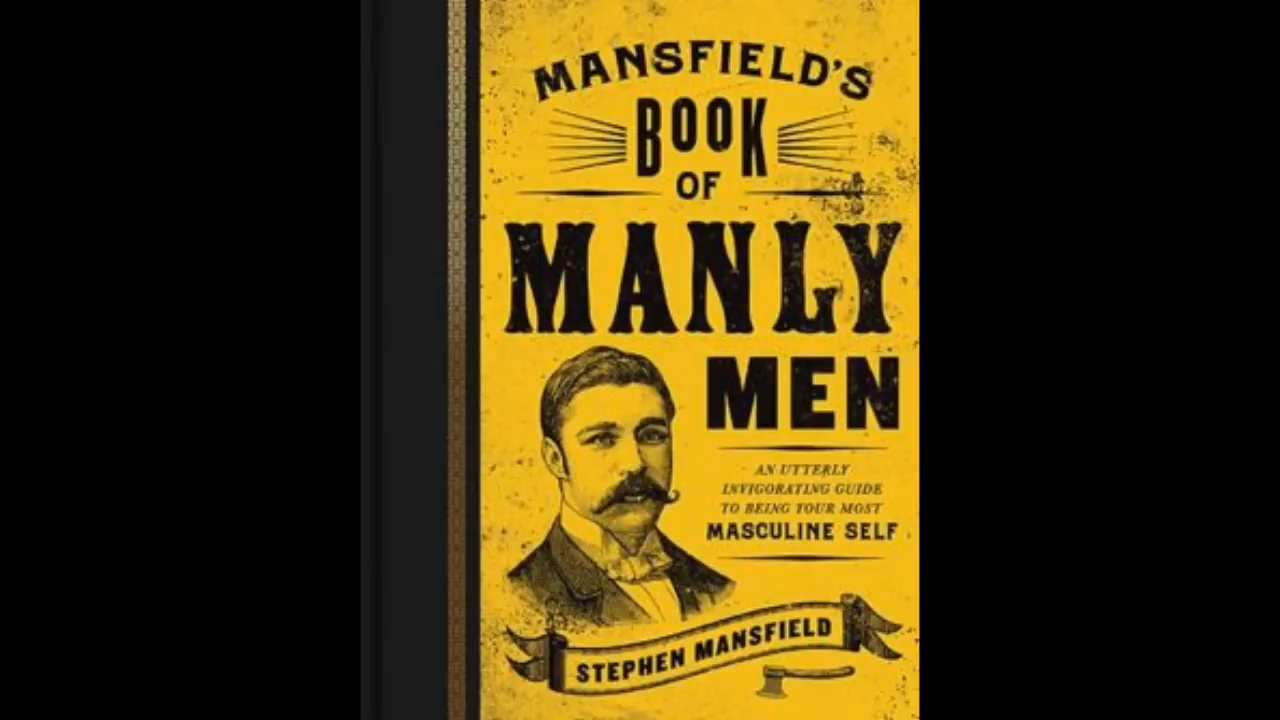 MANSFIELD'S
BOOK
OF
MANLY
MEN
AN UTTERLY
INVIGORATING GUIDE
TO BEING YOUR MOST
MASCULINE SELF
STEPHEN MANSFIELD